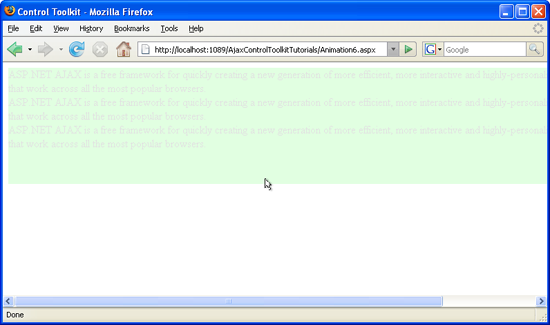 Control Toolkit - Mozilla Firefox
File Edit View History Bookmarks Tools Help
http://localhost:1089/AjaxControlToolkitTutorials/Animation6.aspx
G Google
ASP.NET AJAX is a free framework for quickly creating a new generation of more efficient, more interactive and highly-personal
that work across all the most popular browsers.
ASP.NET AJAX is a free framework for quickly creating a new generation of more efficient, more interactive and highly-personal
that work across all the most popular browsers.
ASP.NET AJAX is a free framework for quickly creating a new generation of more efficient, more interactive and highly-personal
that work across all the most popular browsers.
Done